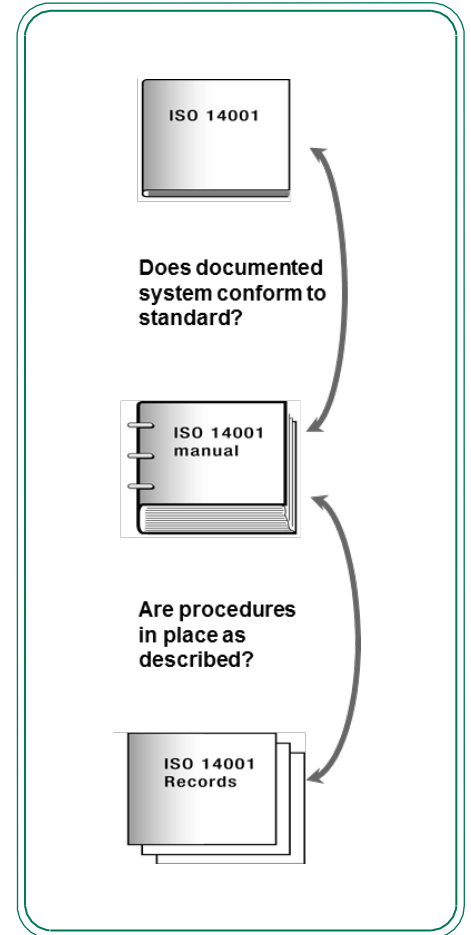 ISO 14001
Does documented
system conform to
standard?
ISO 14001
manual
Are procedures
in place as
described?
ISO 14001
Records